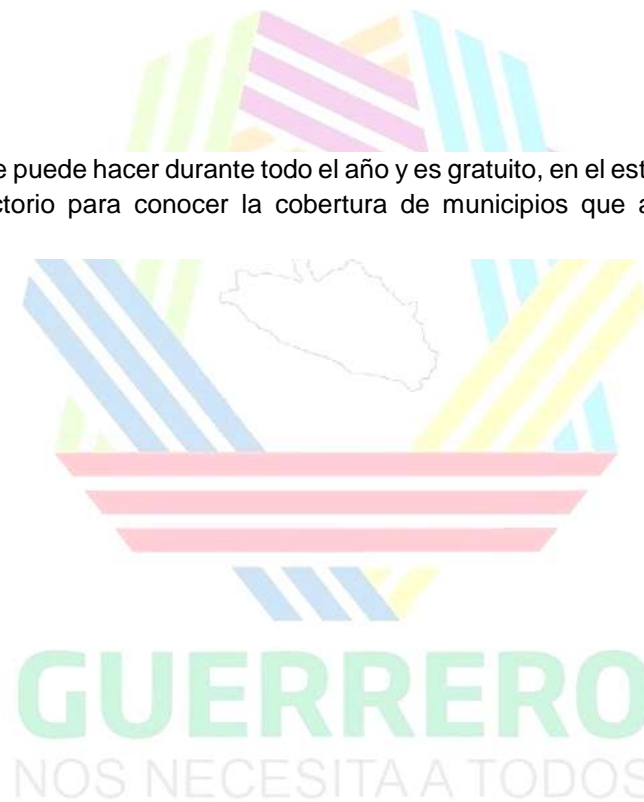 e puede hacer durante todo el año y es gratuito, en el est
ctorio para conocer la cobertura de municipios que a
GUERRERO
NOS NECESITA A TODOS